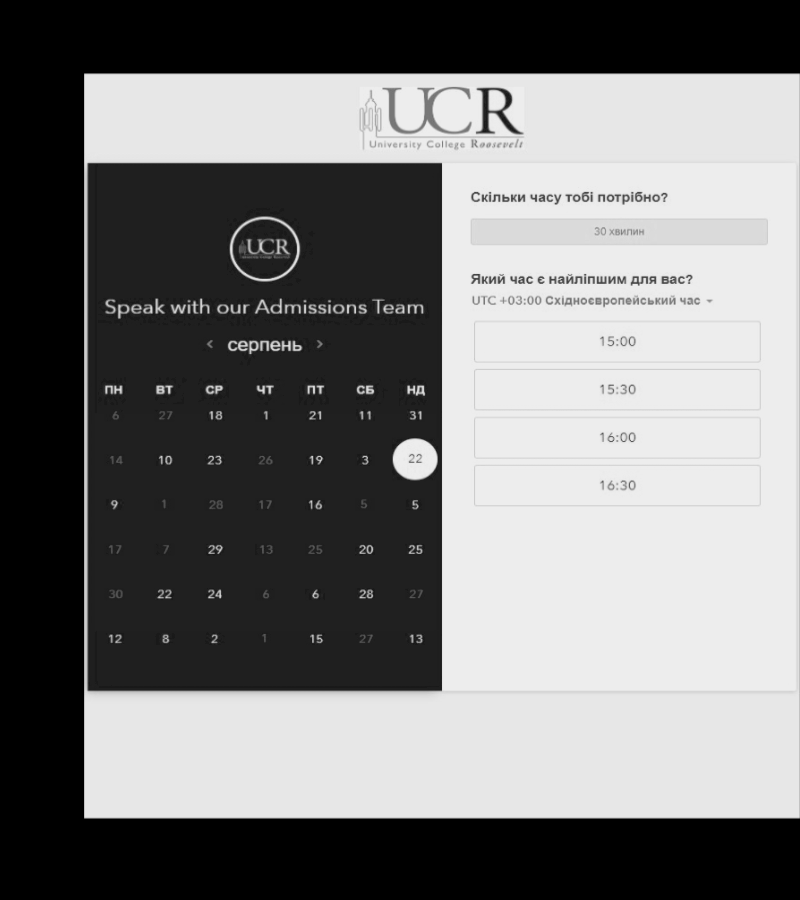 UCR
University College Roosevelt
UCR
Speak with our Admissions Team
< серпень >
ПН ВТ СР ЧТ ПТ СБ НД
6 27 18 1 21 11 31
14 10 23 26 19 3 22
9 1 28 17 16 5 5
17 7 29 13 25 20 25
30 22 24 6 6 28 27
12 8 2 1 15 27 13
Скільки часу тобі потрібно?
30 хвилин
Який час є найліпшим для вас?
UTC +03:00 Східноєвропейський час
15:00
15:30
16:00
16:30